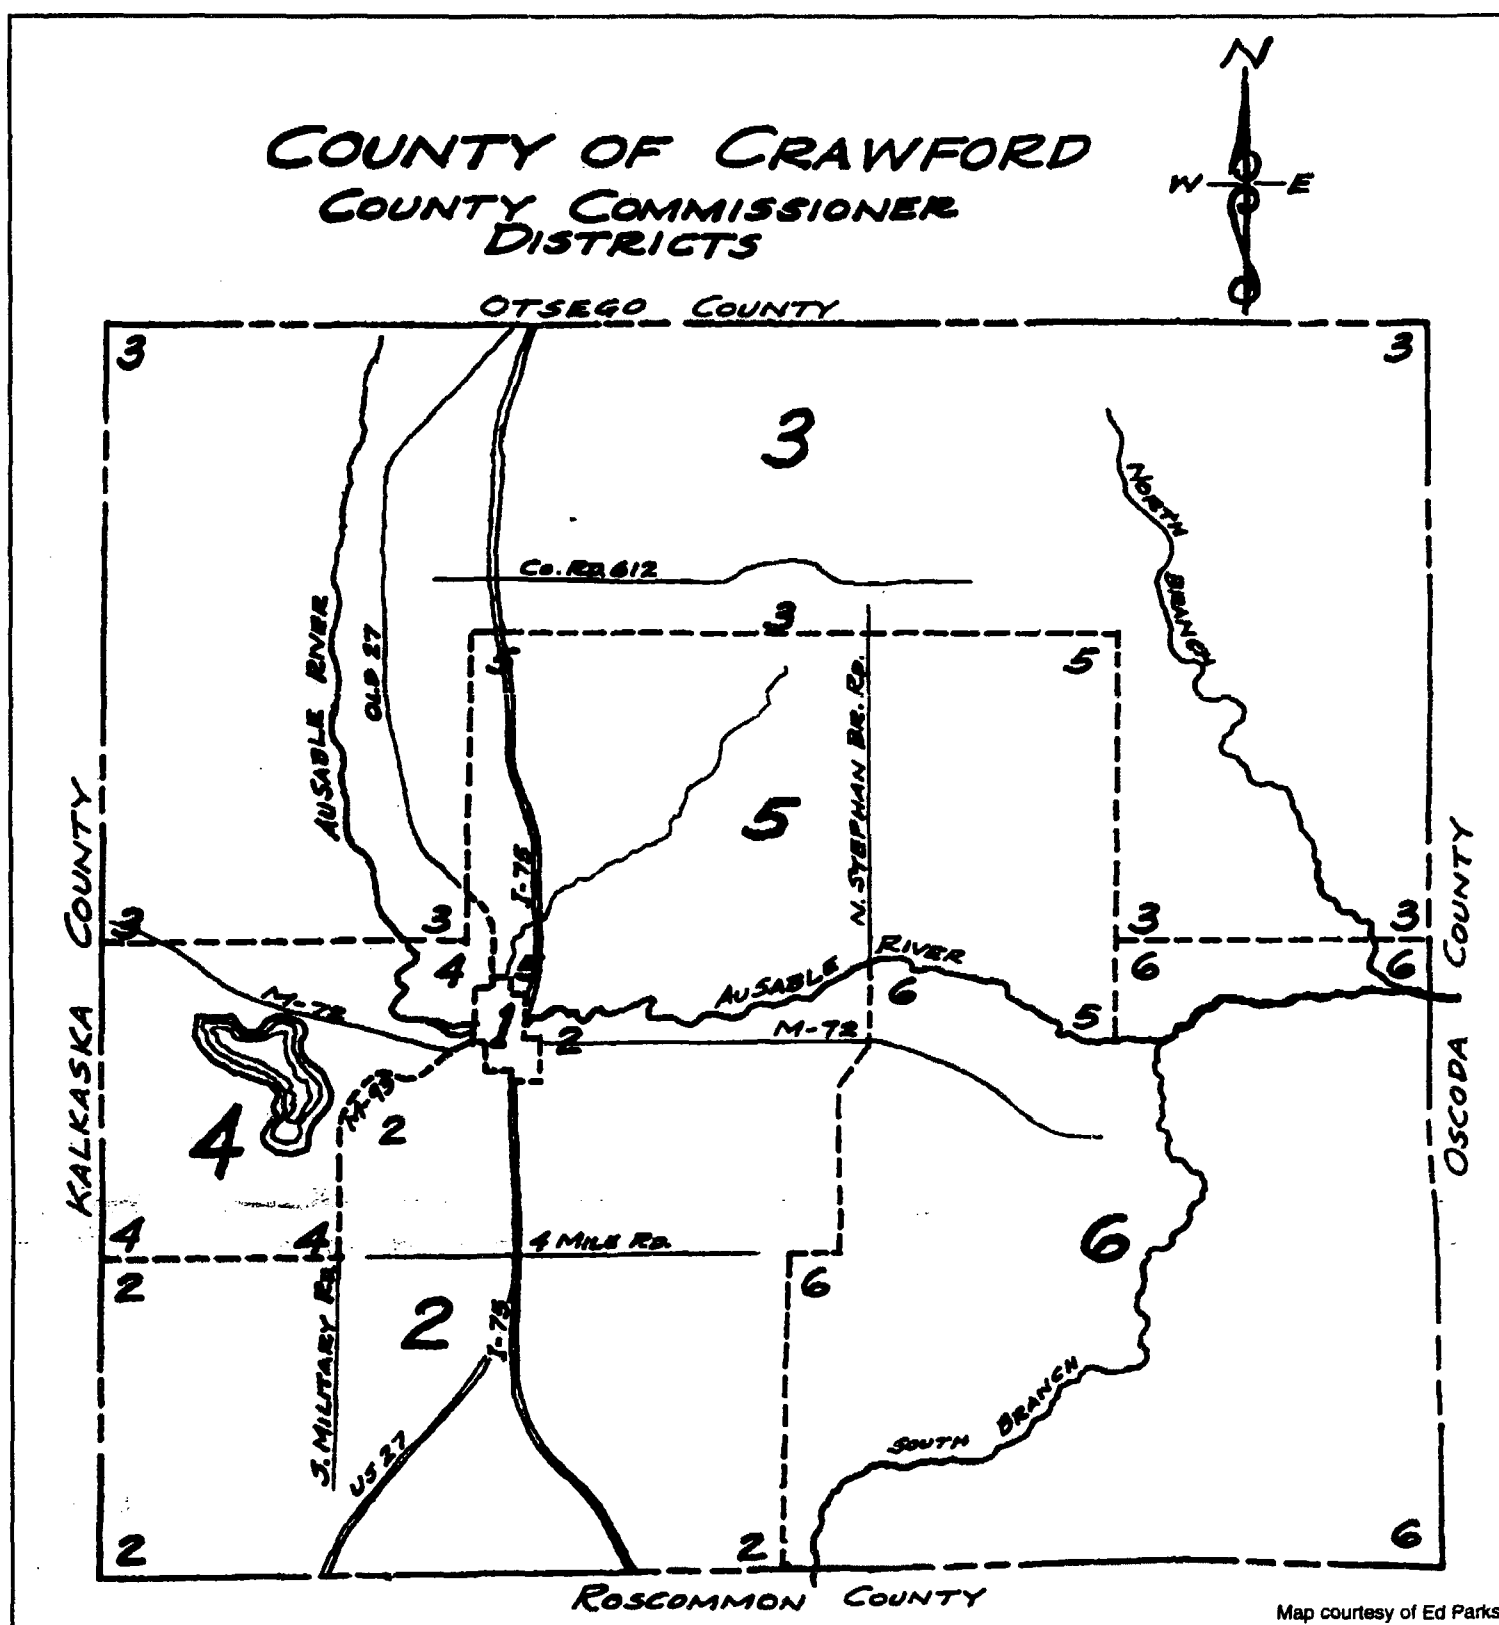 N
COUNTY OF CRAWFORD
W E
COUNTY COMMISSIONER
DISTRICTS
OTSEGO COUNTY
3 3
3
NORTH
BRANCH
CO. RD. 612
3
AUSABLE RIVER
OLD 27
5 5
N. STEPHAN BR. RD.
5
I-75
KALKASKA COUNTY
OSCODA COUNTY
3 3 3 3
4 6 6
RIVER
AUSABLE
6
M-72
5
1
2
M-72
M-93
2
4
4 4
4 MILE RD.
6
2
6
S. MILITARY RD.
2
I-75
US 27
SOUTH BRANCH
2 2 6
ROSCOMMON COUNTY
Map courtesy of Ed Parks